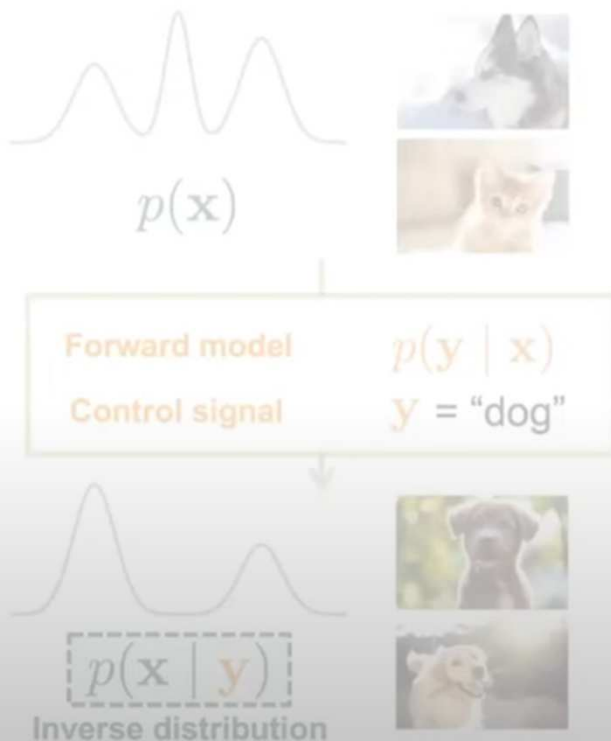 p(x)
Forward model p(y | x)
Control signal y = “dog”
p(x | y)
Inverse distribution